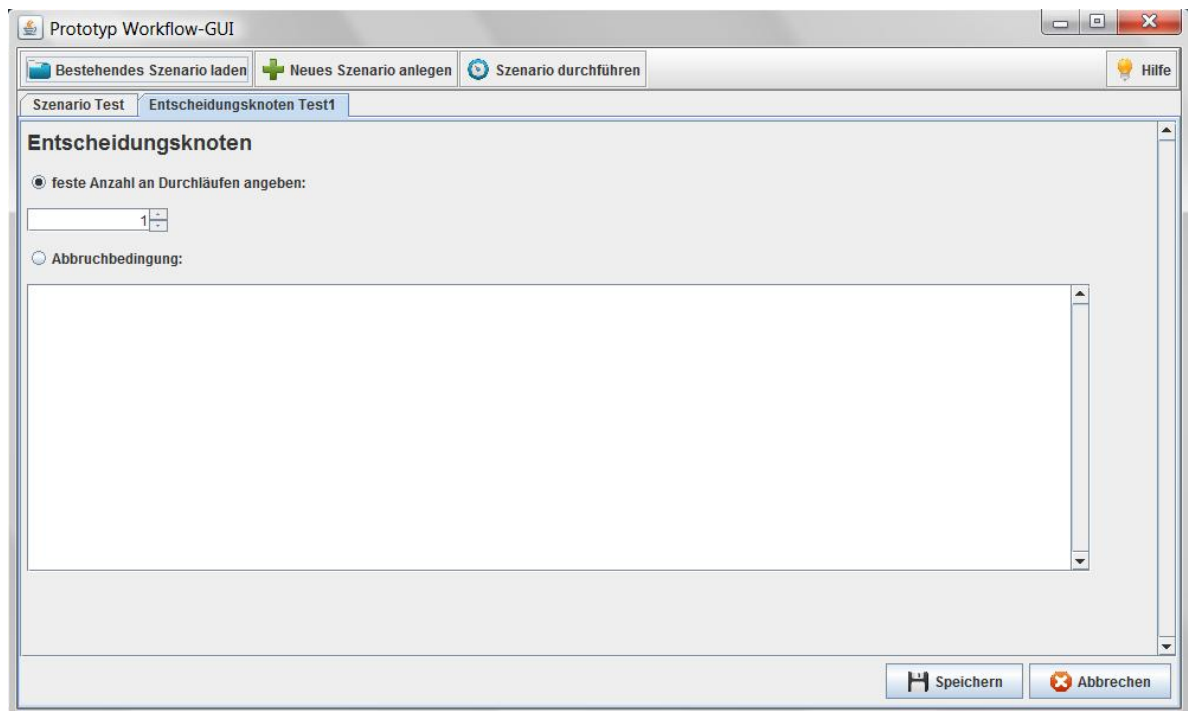 Prototyp Workflow-GUI
Bestehendes Szenario laden Neues Szenario anlegen Szenario durchführen Hilfe
Szenario Test Entscheidungsknoten Test1
Entscheidungsknoten
feste Anzahl an Durchläufen angeben:
1
Abbruchbedingung:
Speichern Abbrechen